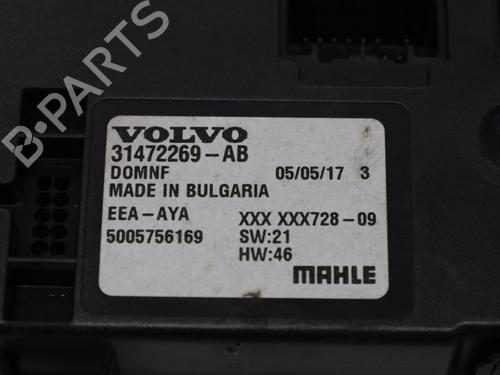 B-PARTS
VOLVO
31472269-AB
DOMNF 05/05/17 3
MADE IN BULGARIA
EEA-AYA XXX XXX728-09
5005756169 SW:21
HW:46
MAHLE